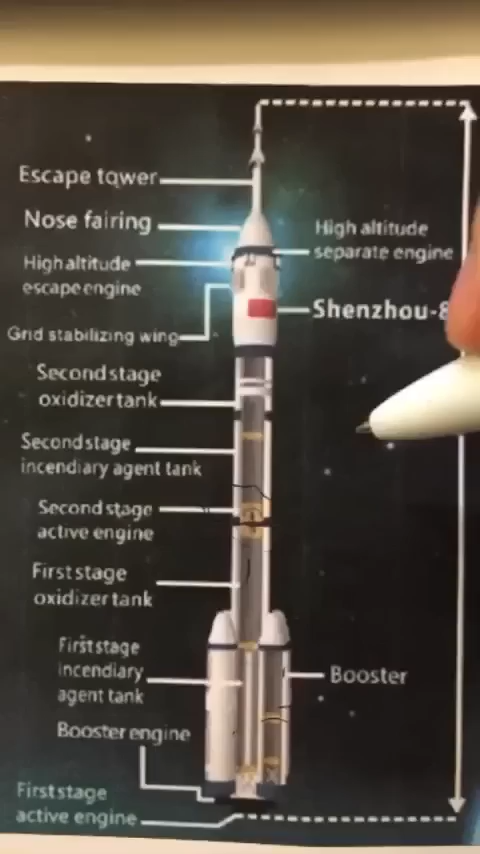 Escape tower
Nose fairing
High altitude
separate engine
High altitude
escape engine
Shenzhou-8
Grid stabilizing wing
Second stage
oxidizer tank
Second stage
incendiary agent tank
Second stage
active engine
First stage
oxidizer tank
First stage
incendiary
agent tank
Booster
Booster engine
First stage
active engine